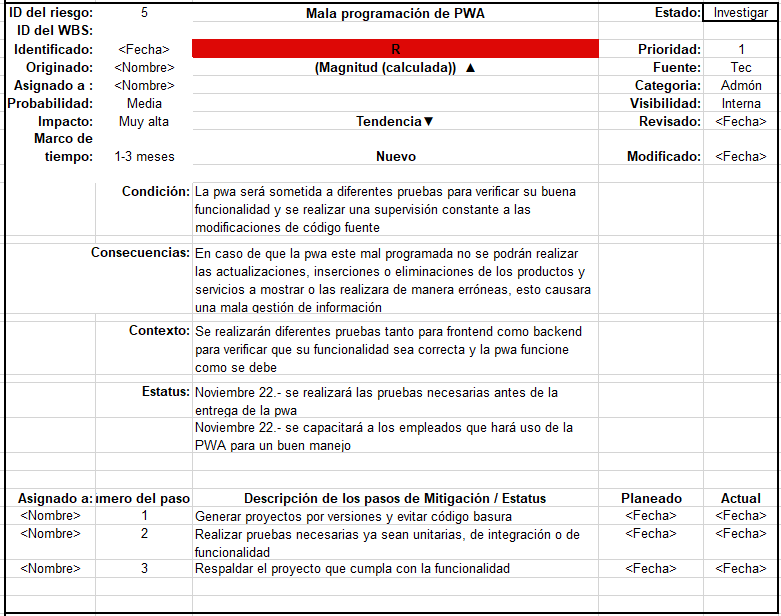 ID del riesgo: 5 Mala programación de PWA Estado: Investigar
ID del WBS:
Identificado: <Fecha> R Prioridad: 1
Originado: <Nombre> (Magnitud (calculada)) ▲ Fuente: Tec
Asignado a : <Nombre> Categoria: Admón
Probabilidad: Media Visibilidad: Interna
Impacto: Muy alta Tendencia▼ Revisado: <Fecha>
Marco de
tiempo: 1-3 meses Nuevo Modificado: <Fecha>
Condición: La pwa será sometida a diferentes pruebas para verificar su buena
funcionalidad y se realizar una supervisión constante a las
modificaciones de código fuente
Consecuencias: En caso de que la pwa este mal programada no se podrán realizar
las actualizaciones, inserciones o eliminaciones de los productos y
servicios a mostrar o las realizara de manera erróneas, esto causara
una mala gestión de información
Contexto: Se realizarán diferentes pruebas tanto para frontend como backend
para verificar que su funcionalidad sea correcta y la pwa funcione
como se debe
Estatus: Noviembre 22.- se realizará las pruebas necesarias antes de la
entrega de la pwa
Noviembre 22.- se capacitará a los empleados que hará uso de la
PWA para un buen manejo
Asignado a: úmero del paso Descripción de los pasos de Mitigación / Estatus Planeado Actual
<Nombre> 1 Generar proyectos por versiones y evitar código basura <Fecha> <Fecha>
<Nombre> 2 Realizar pruebas necesarias ya sean unitarias, de integración o de <Fecha> <Fecha>
funcionalidad
<Nombre> 3 Respaldar el proyecto que cumpla con la funcionalidad <Fecha> <Fecha>